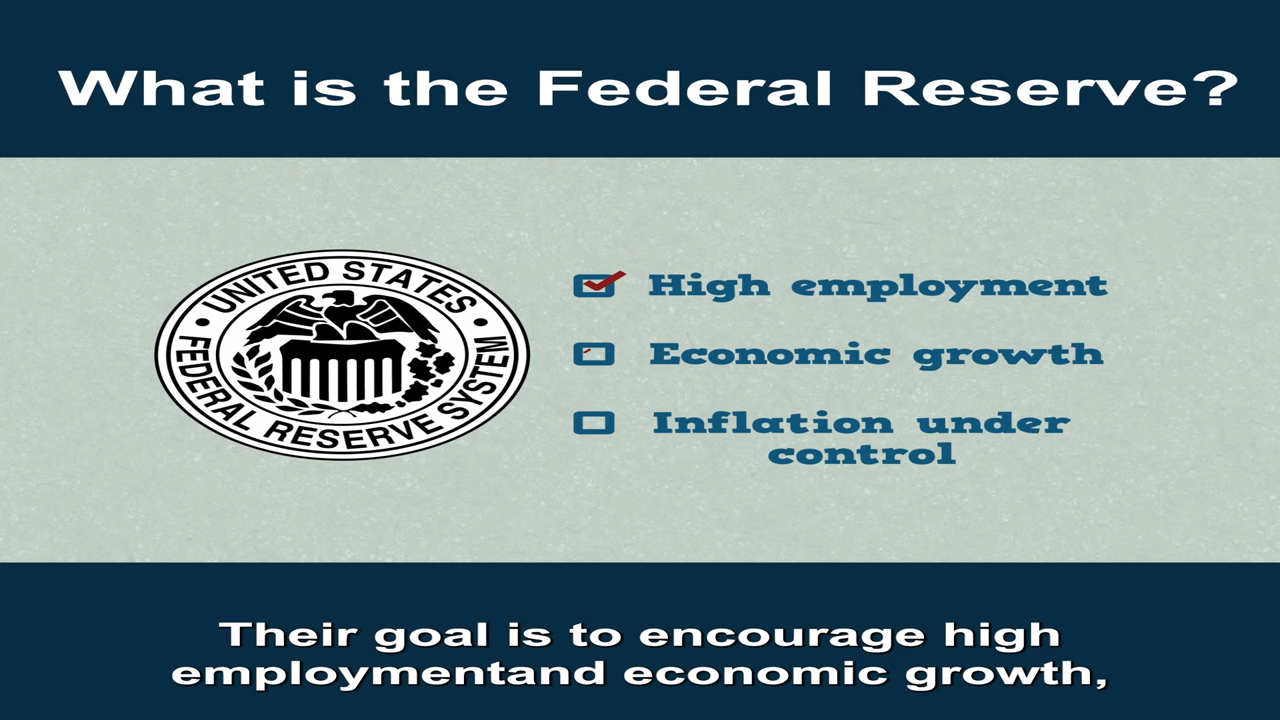 What is the Federal Reserve?
UNITED STATES
FEDERAL RESERVE SYSTEM
High employment
Economic growth
Inflation under
control
Their goal is to encourage high
employmentand economic growth,